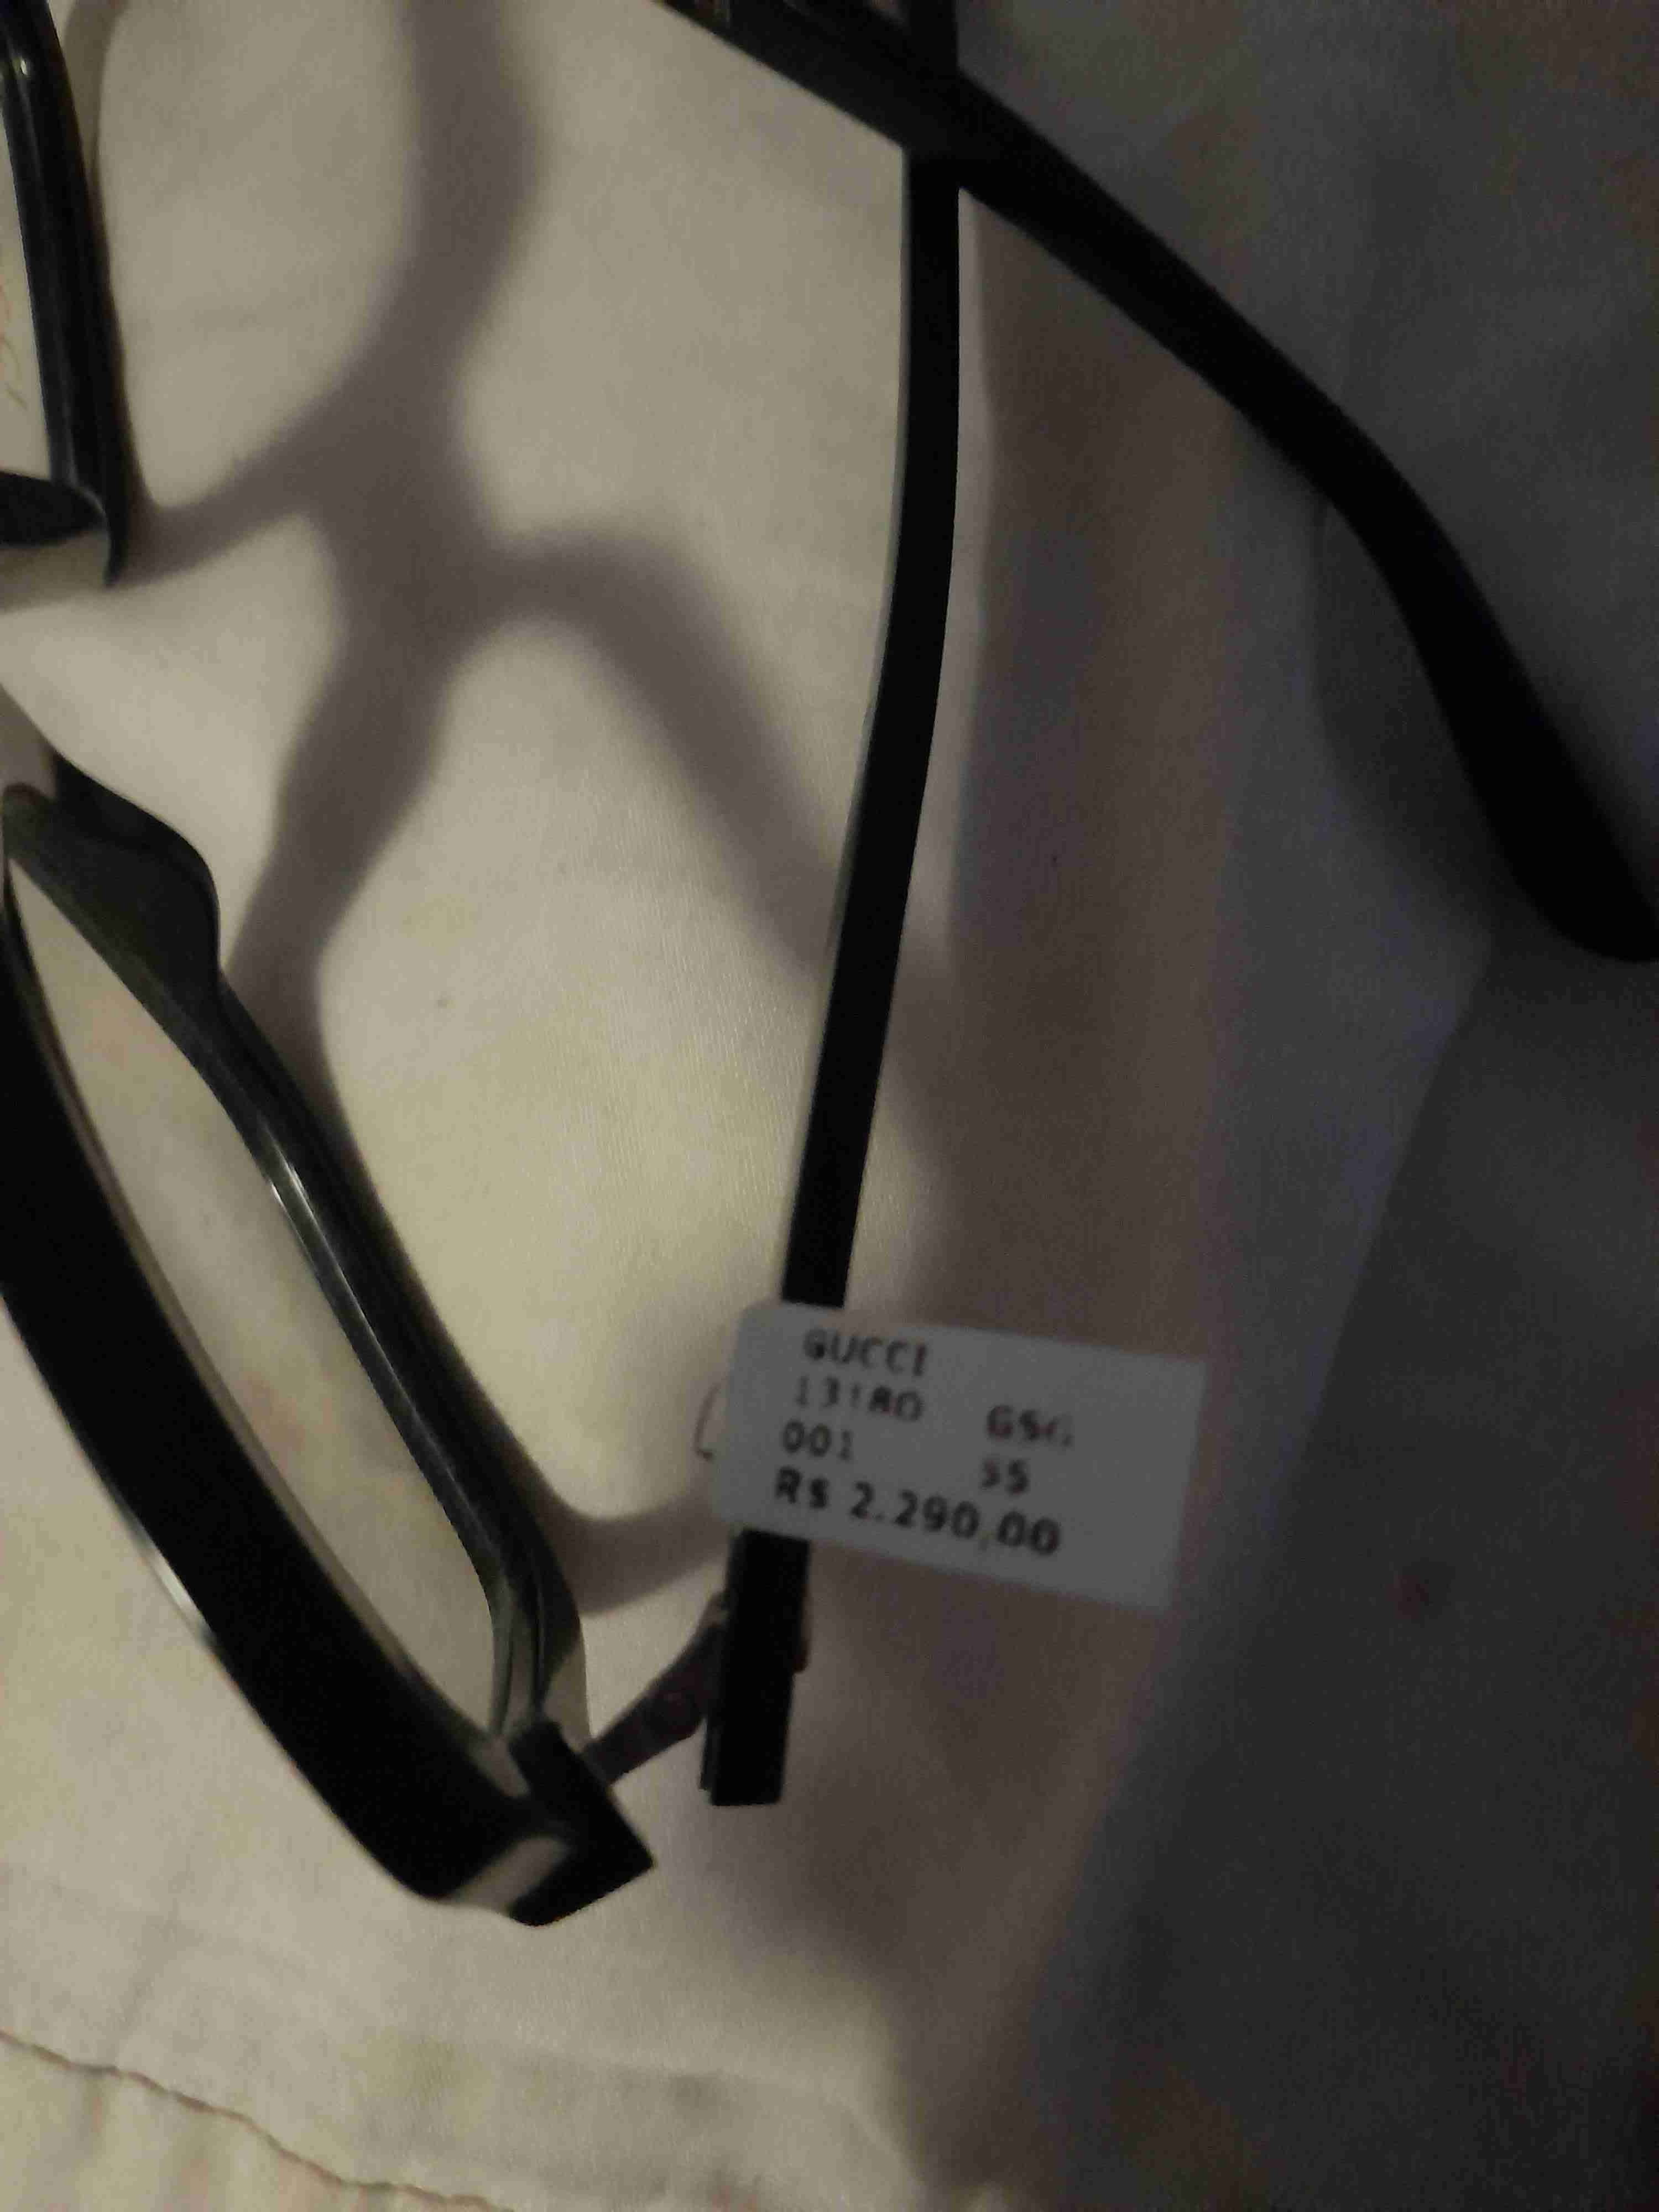 GUCCI
1318O GSG
001 55
R$ 2.290,00